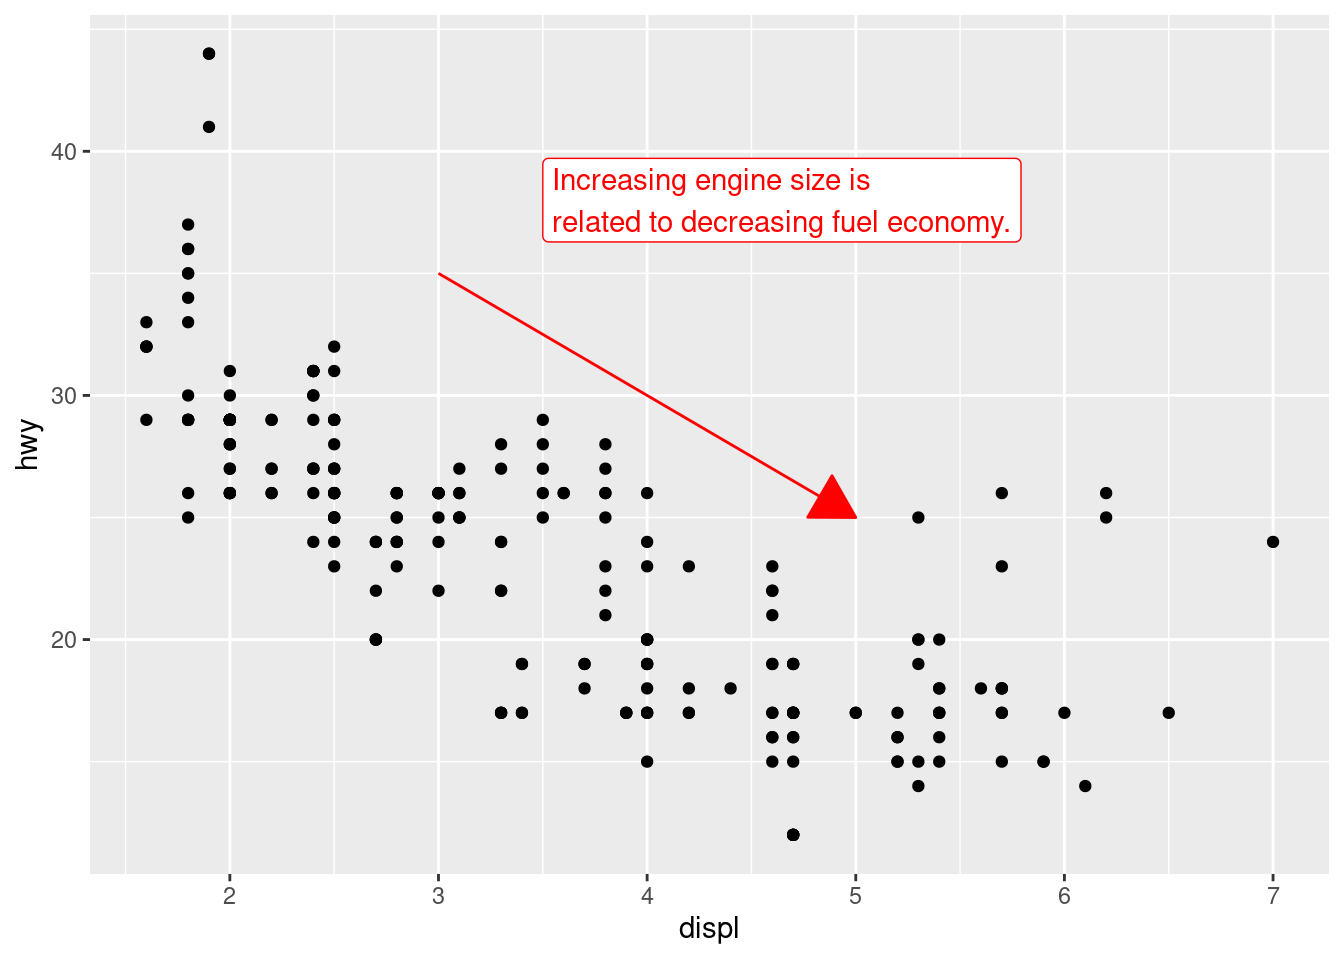 40
30
20
hwy
Increasing engine size is
related to decreasing fuel economy.
2 3 4 5 6 7
displ